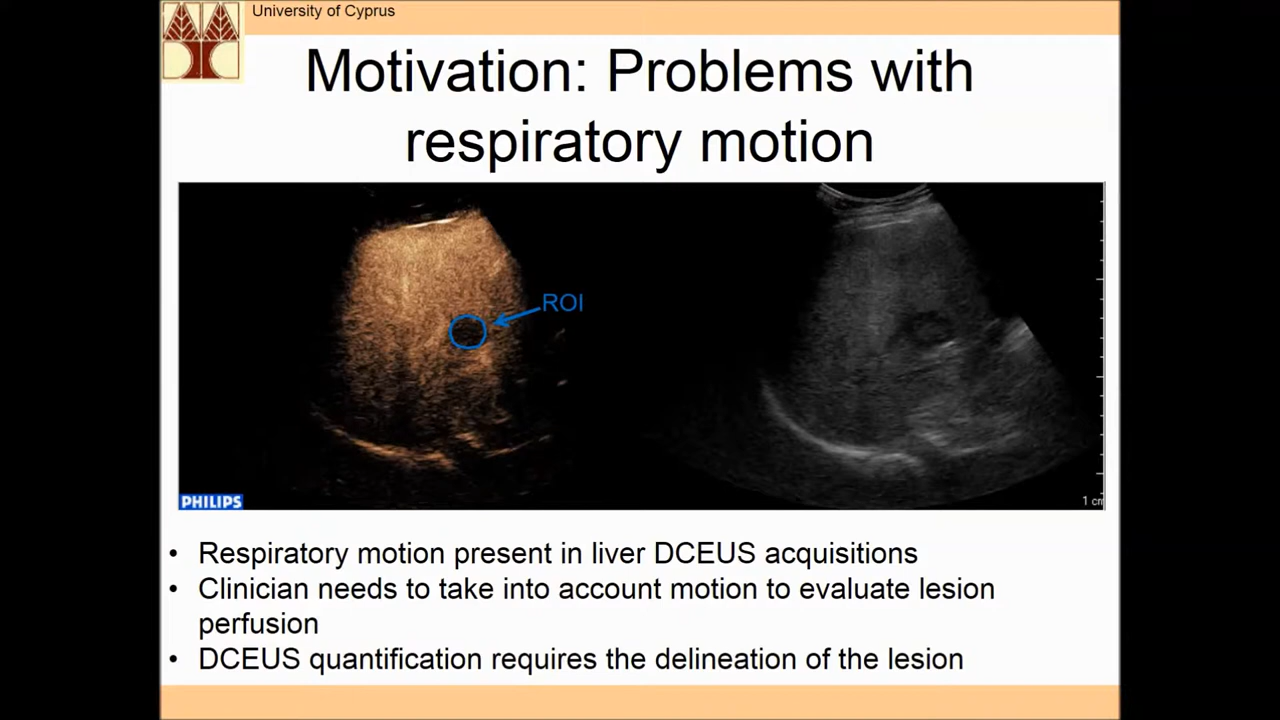 University of Cyprus
Motivation: Problems with
respiratory motion
ROI
PHILIPS
1 cm
• Respiratory motion present in liver DCEUS acquisitions
• Clinician needs to take into account motion to evaluate lesion
perfusion
• DCEUS quantification requires the delineation of the lesion